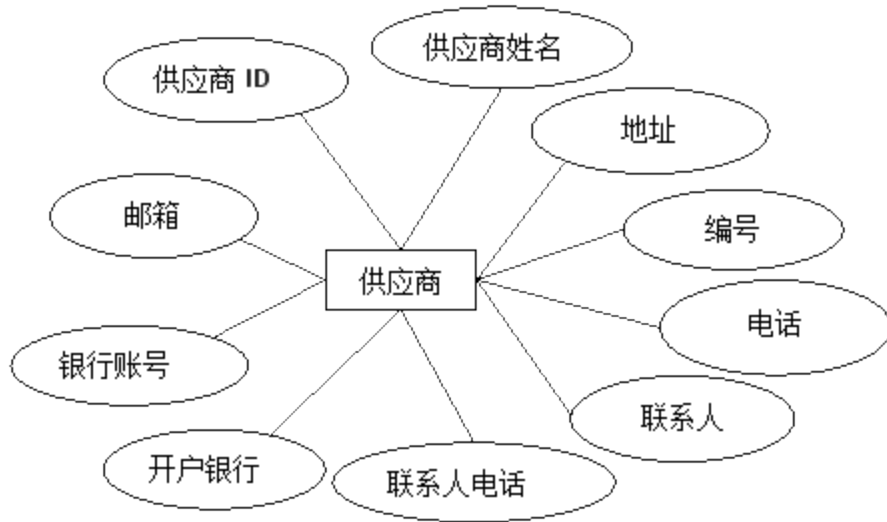 供应商姓名
供应商 ID
地址
邮箱
编号
供应商
电话
银行账号
联系人
开户银行
联系人电话